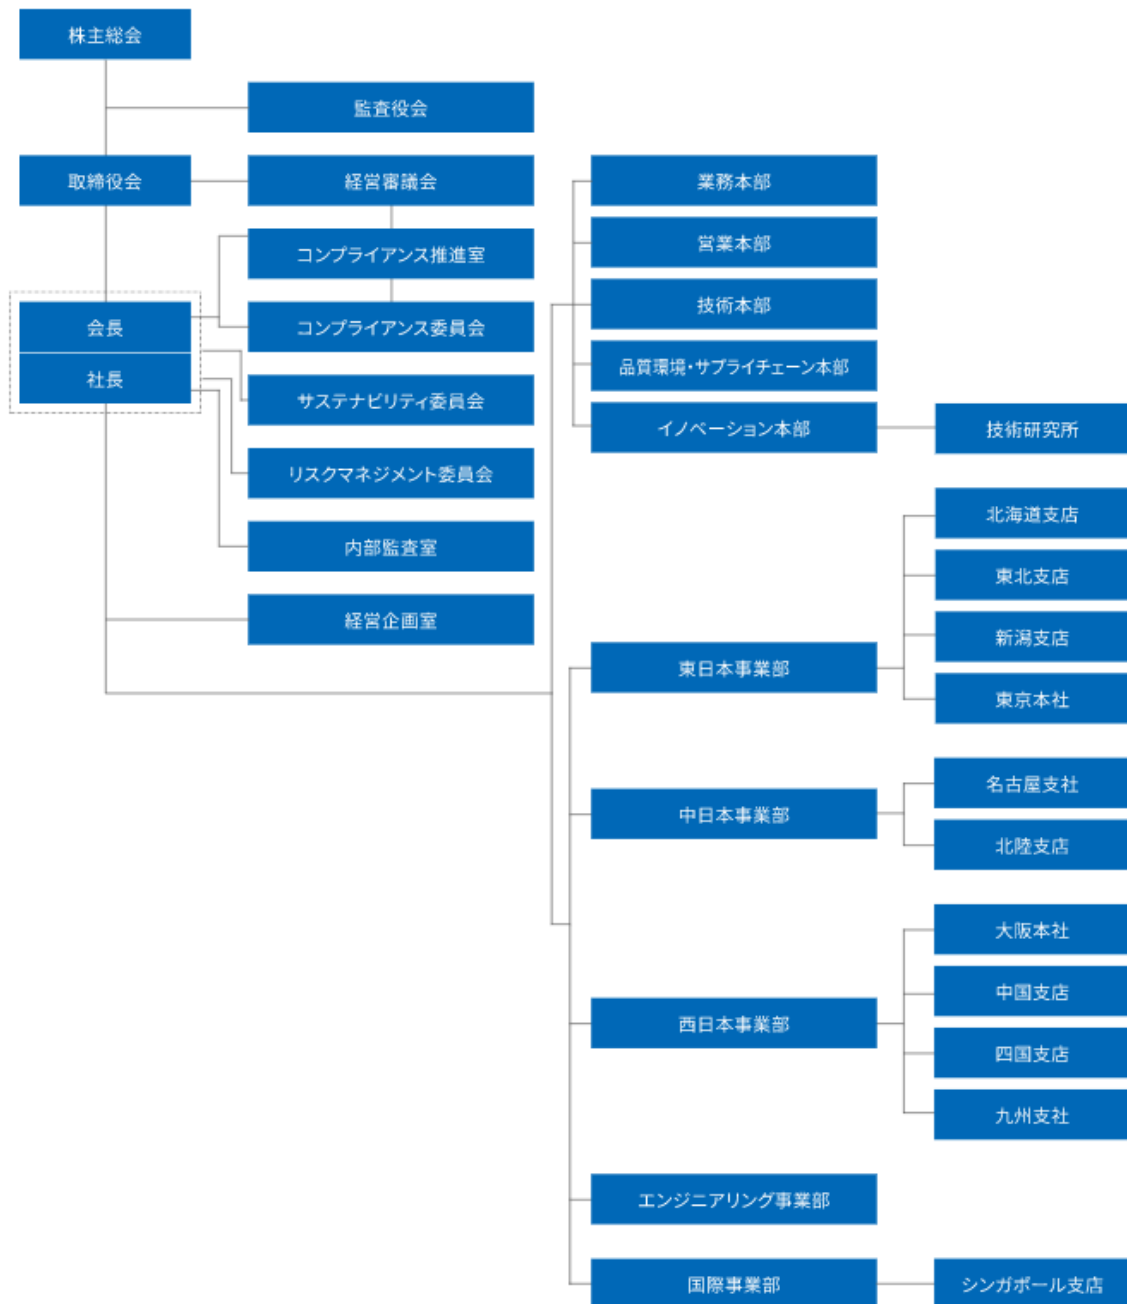 株主総会
監査役会
取締役会
経営審議会
コンプライアンス推進室
会長
コンプライアンス委員会
社長
サステナビリティ委員会
リスクマネジメント委員会
内部監査室
経営企画室
業務本部
営業本部
技術本部
品質環境・サプライチェーン本部
イノベーション本部
技術研究所
東日本事業部
北海道支店
東北支店
新潟支店
東京本社
中日本事業部
名古屋支社
北陸支店
西日本事業部
大阪本社
中国支店
四国支店
九州支社
エンジニアリング事業部
国際事業部
シンガポール支店